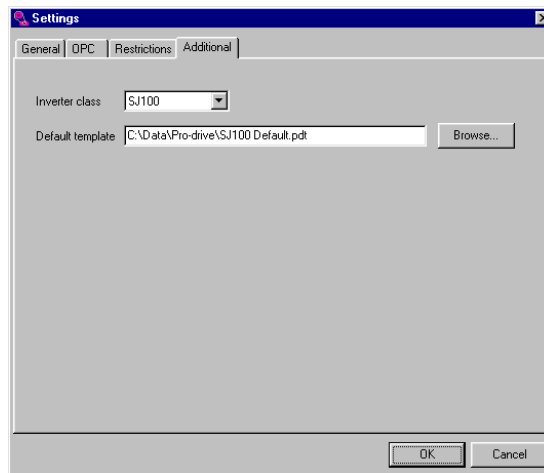 Settings
General OPC Restrictions Additional
Inverter class SJ100
Default template C:\Data\Pro-drive\SJ100 Default.pdt Browse...
OK Cancel